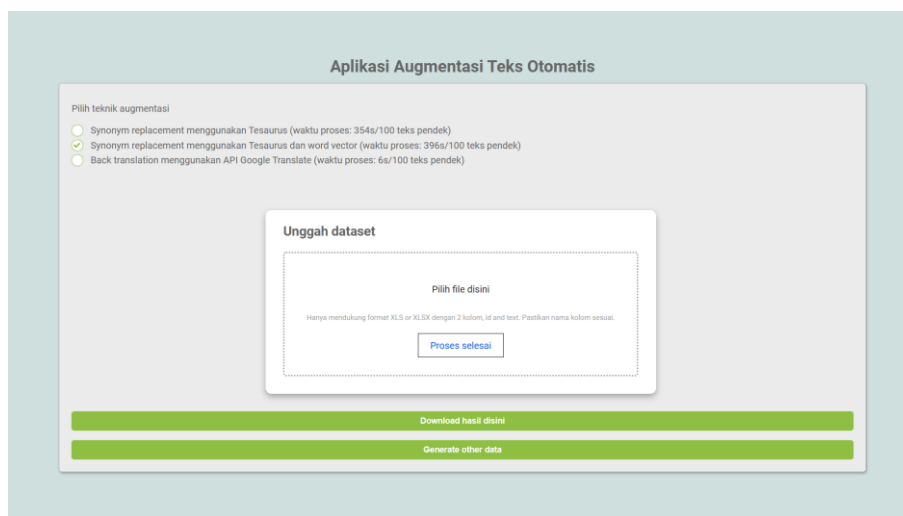 Aplikasi Augmentasi Teks Otomatis
Pilih teknik augmentasi
Synonym replacement menggunakan Tesaurus (waktu proses: 354s/100 teks pendek)
Synonym replacement menggunakan Tesaurus dan word vector (waktu proses: 396s/100 teks pendek)
Back translation menggunakan API Google Translate (waktu proses: 6s/100 teks pendek)
Unggah dataset
Pilih file disini
Hanya mendukung format XLS or XLSX dengan 2 kolom, id and text. Pastikan nama kolom sesuai.
Proses selesai
Download hasil disini
Generate other data